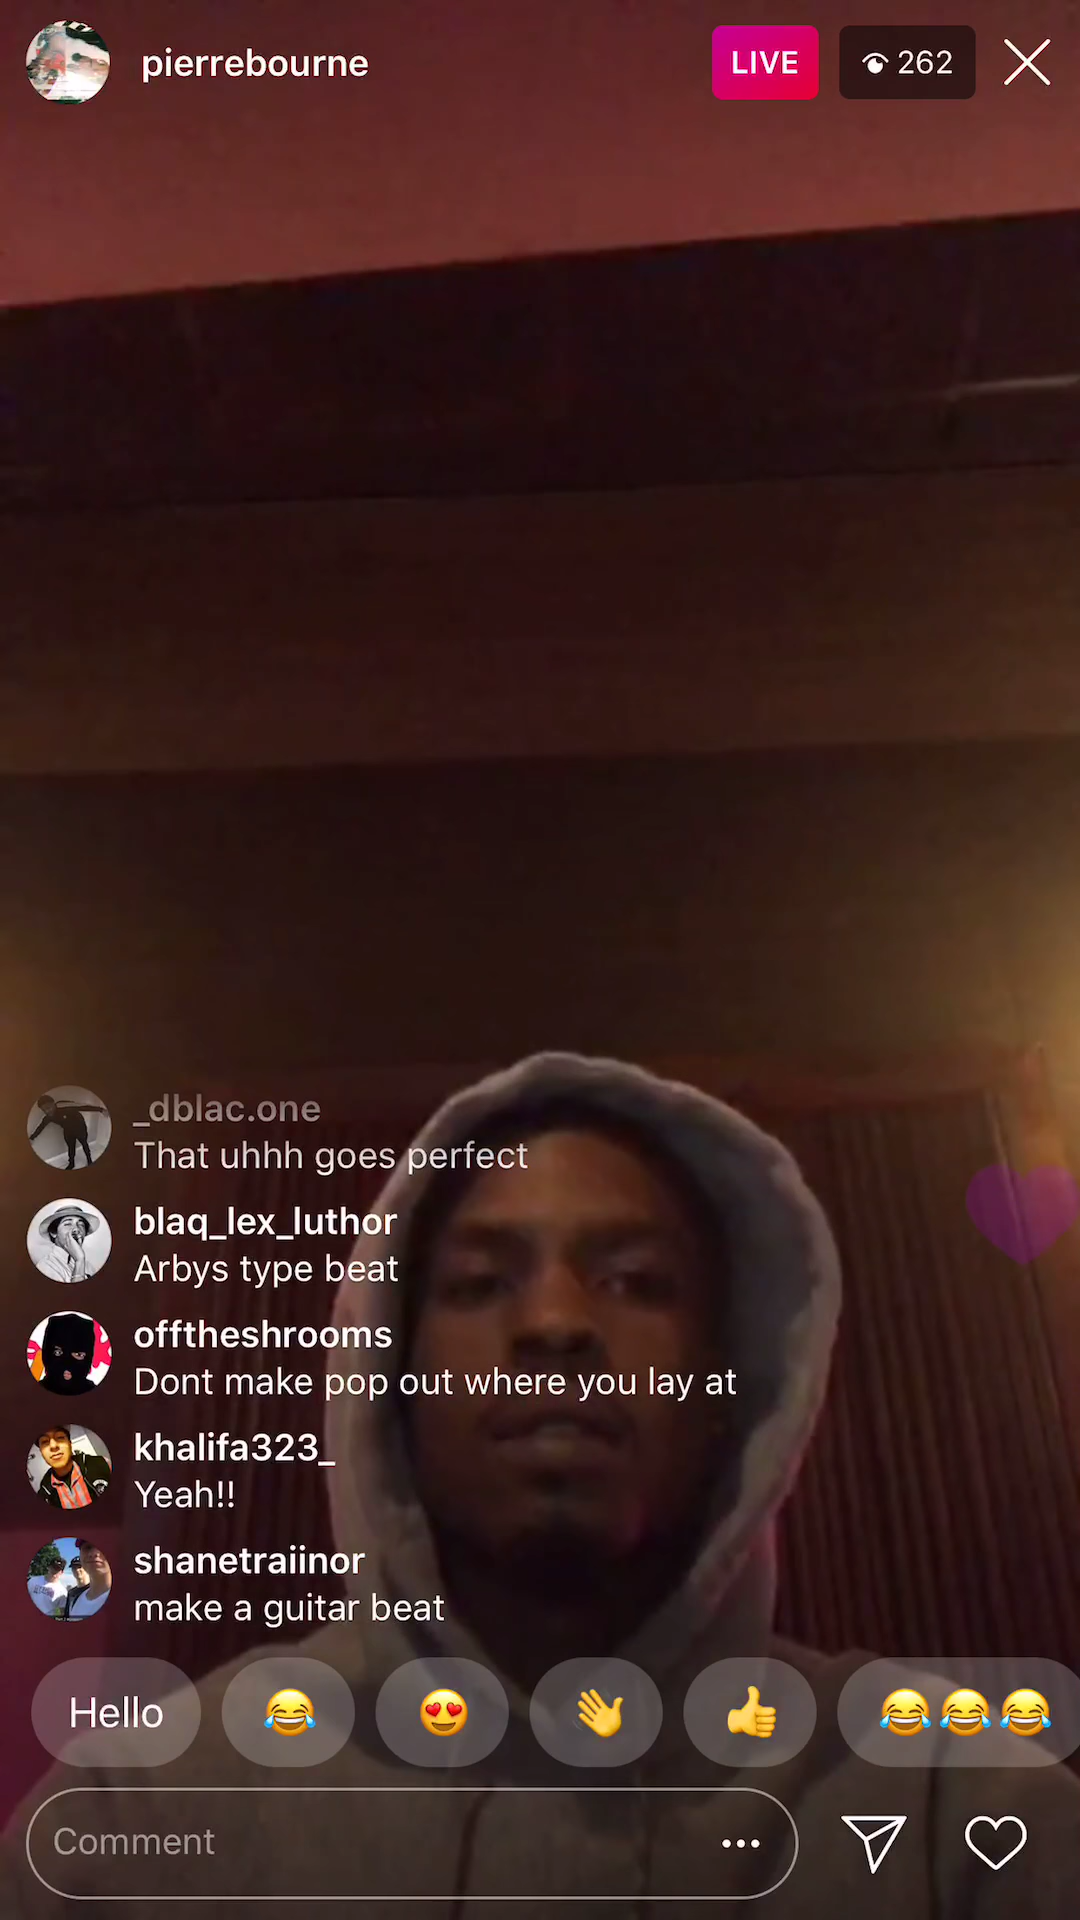 pierrebourne
LIVE
262
_dblac.one
That uhhh goes perfect
blaq_lex_luthor
Arbys type beat
offtheshrooms
Dont make pop out where you lay at
khalifa323_
Yeah!!
shanetraiinor
make a guitar beat
Hello 😂 😍 👋 👍 😂😂😂
Comment